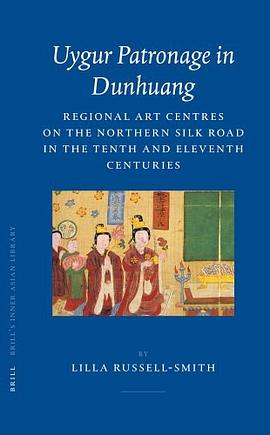 Uygur Patronage in
Dunhuang
REGIONAL ART CENTRES
ON THE NORTHERN SILK ROAD
IN THE TENTH AND ELEVENTH
CENTURIES
BY
LILLA RUSSELL-SMITH
BRILL
BRILL'S INNER ASIAN LIBRARY